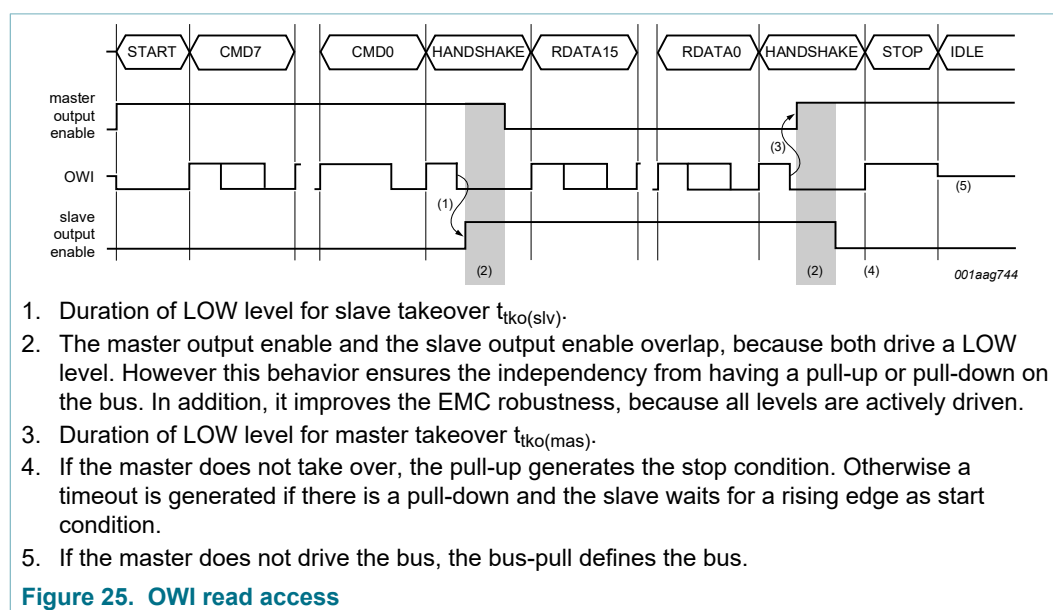 START CMD7 CMD0 HANDSHAKE RDATA15 RDATA0 HANDSHAKE STOP IDLE
master
output
enable
(3)
OWI
(5)
(1)
slave
output
enable
(2) (2) (4)
001aag744
1. Duration of LOW level for slave takeover ttko(slv).
2. The master output enable and the slave output enable overlap, because both drive a LOW
level. However this behavior ensures the independency from having a pull-up or pull-down on
the bus. In addition, it improves the EMC robustness, because all levels are actively driven.
3. Duration of LOW level for master takeover ttko(mas).
4. If the master does not take over, the pull-up generates the stop condition. Otherwise a
timeout is generated if there is a pull-down and the slave waits for a rising edge as start
condition.
5. If the master does not drive the bus, the bus-pull defines the bus.
Figure 25. OWI read access